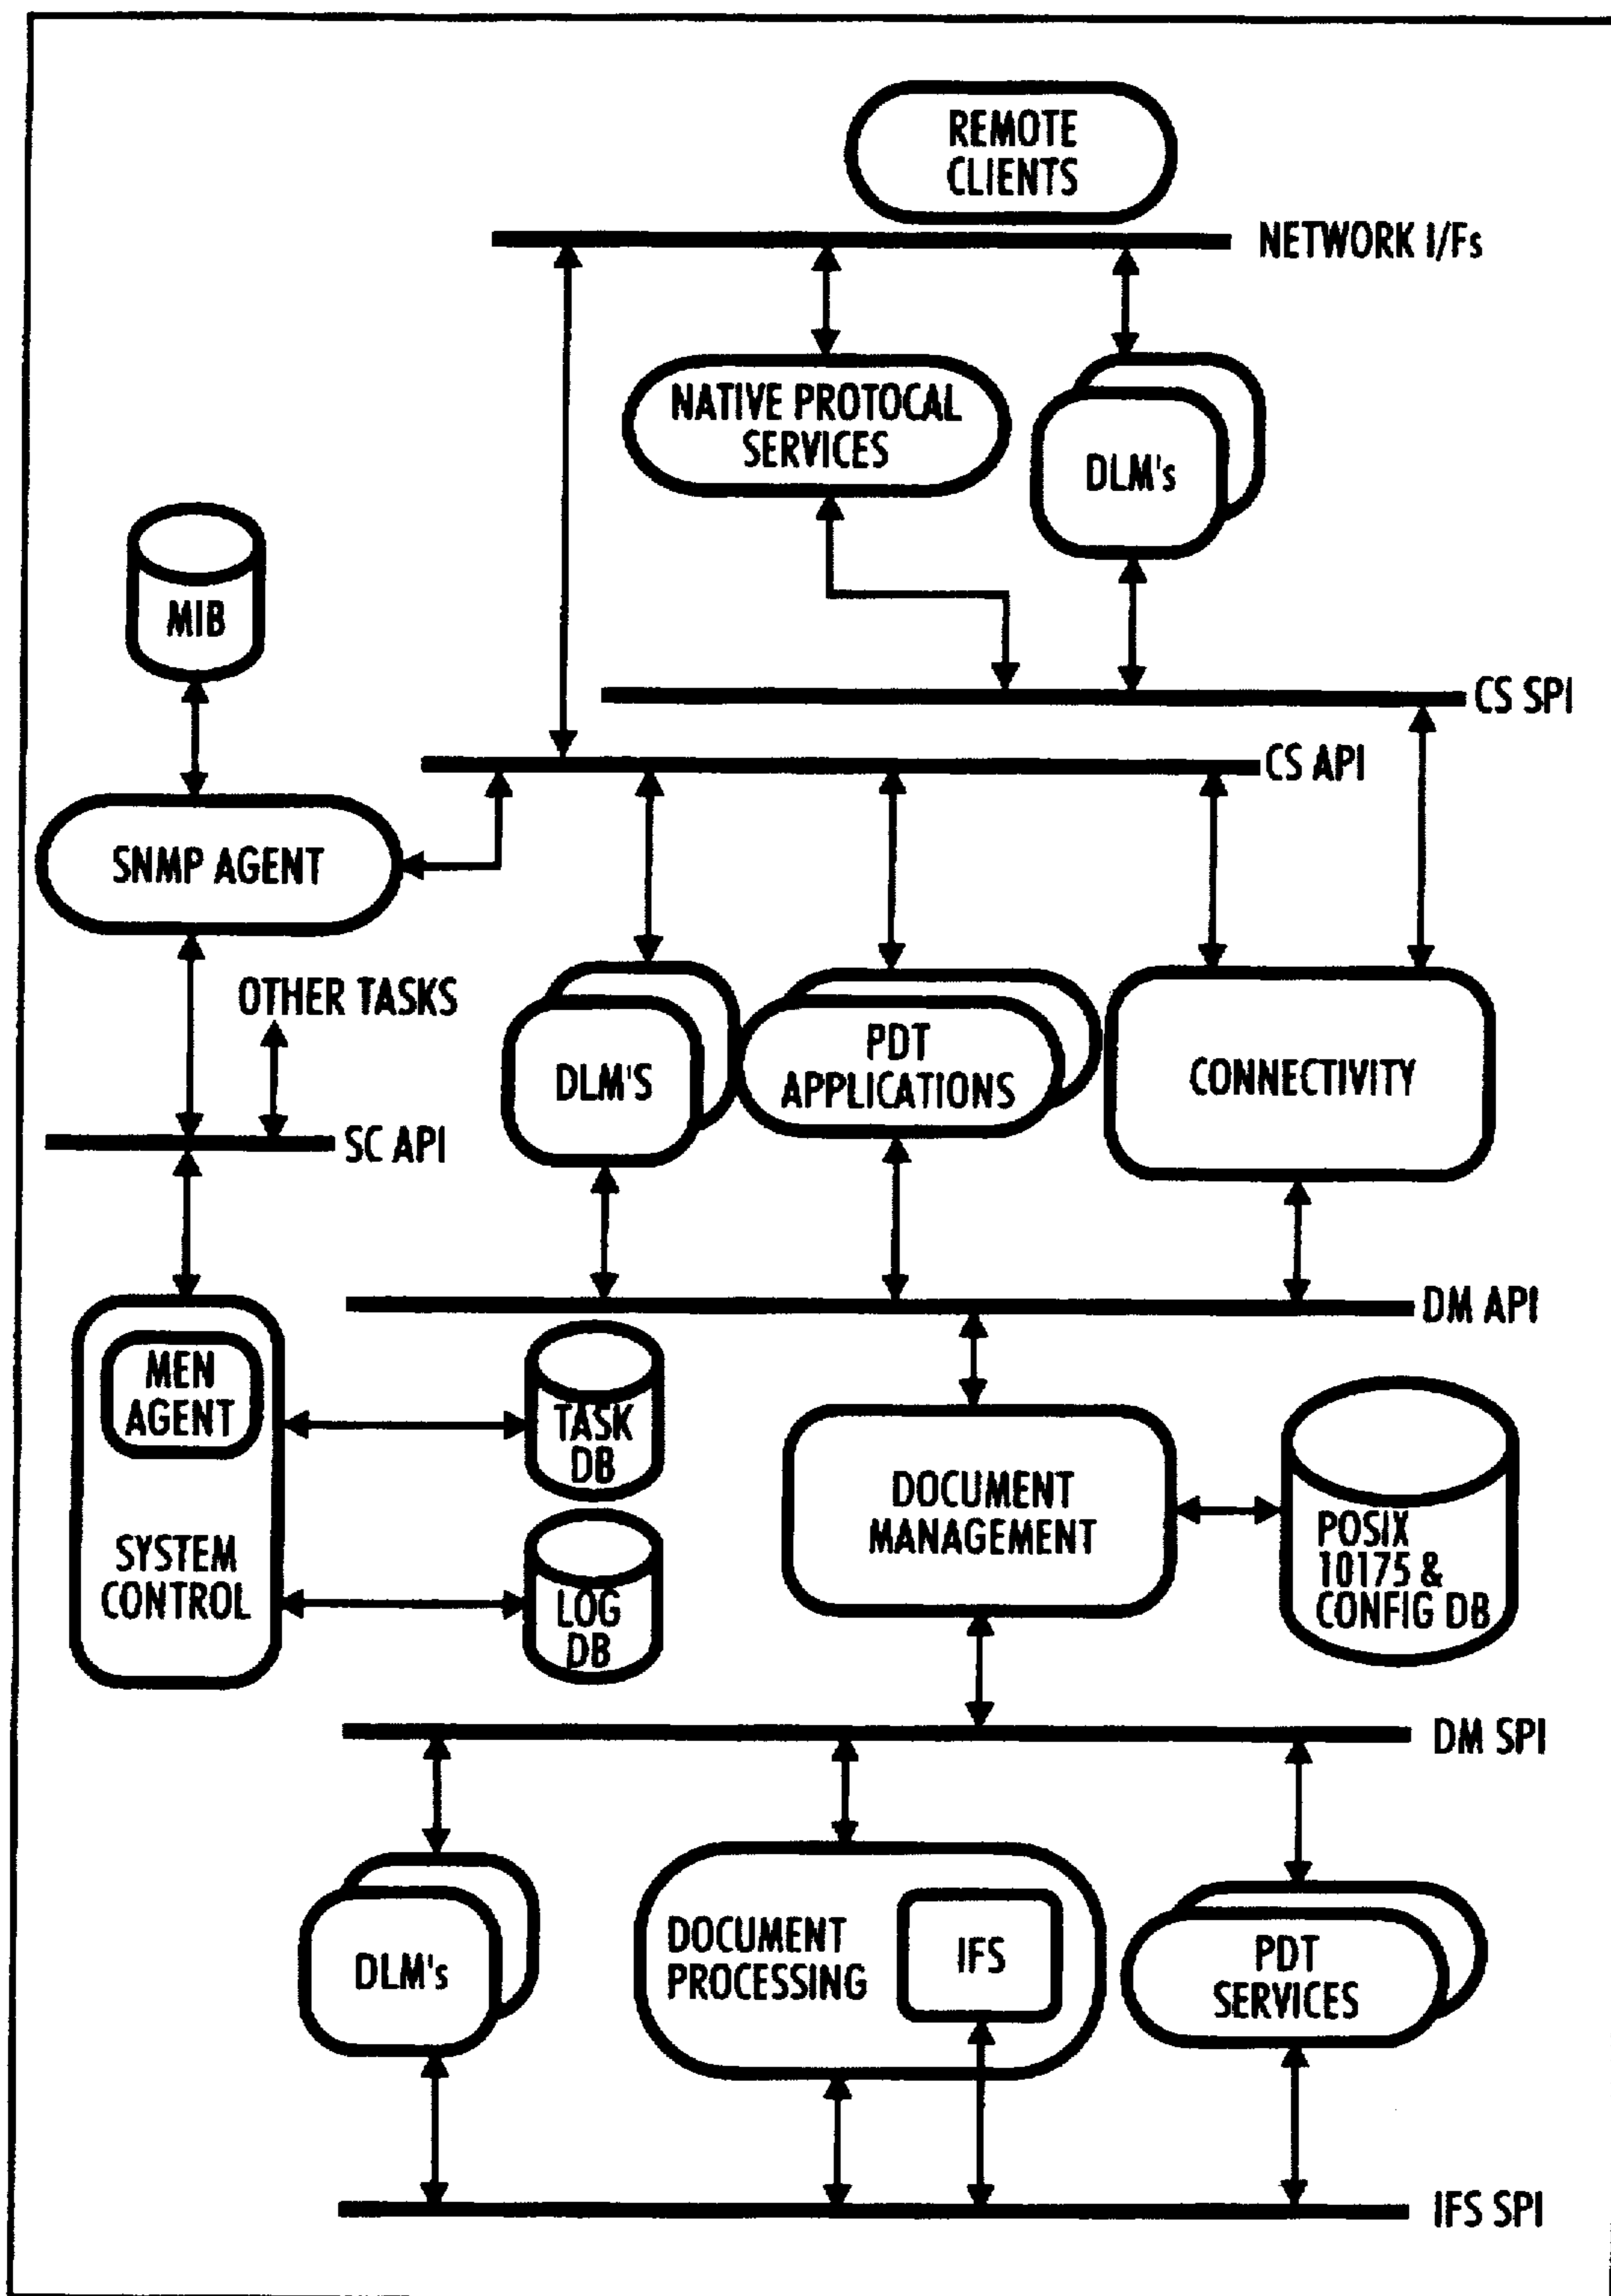 REMOTE
CLIENTS
NETWORK I/Fs
NATIVE PROTOCAL
SERVICES
DLM's
MIB
CS SPI
CS API
SNMP AGENT
OTHER TASKS
DLM'S
PDT
APPLICATIONS
CONNECTIVITY
SC API
DM API
MEN
AGENT
SYSTEM
CONTROL
TASK
DB
LOG
DB
DOCUMENT
MANAGEMENT
POSIX
10175 &
CONFIG DB
DM SPI
DLM's
DOCUMENT
PROCESSING
IFS
PDT
SERVICES
IFS SPI